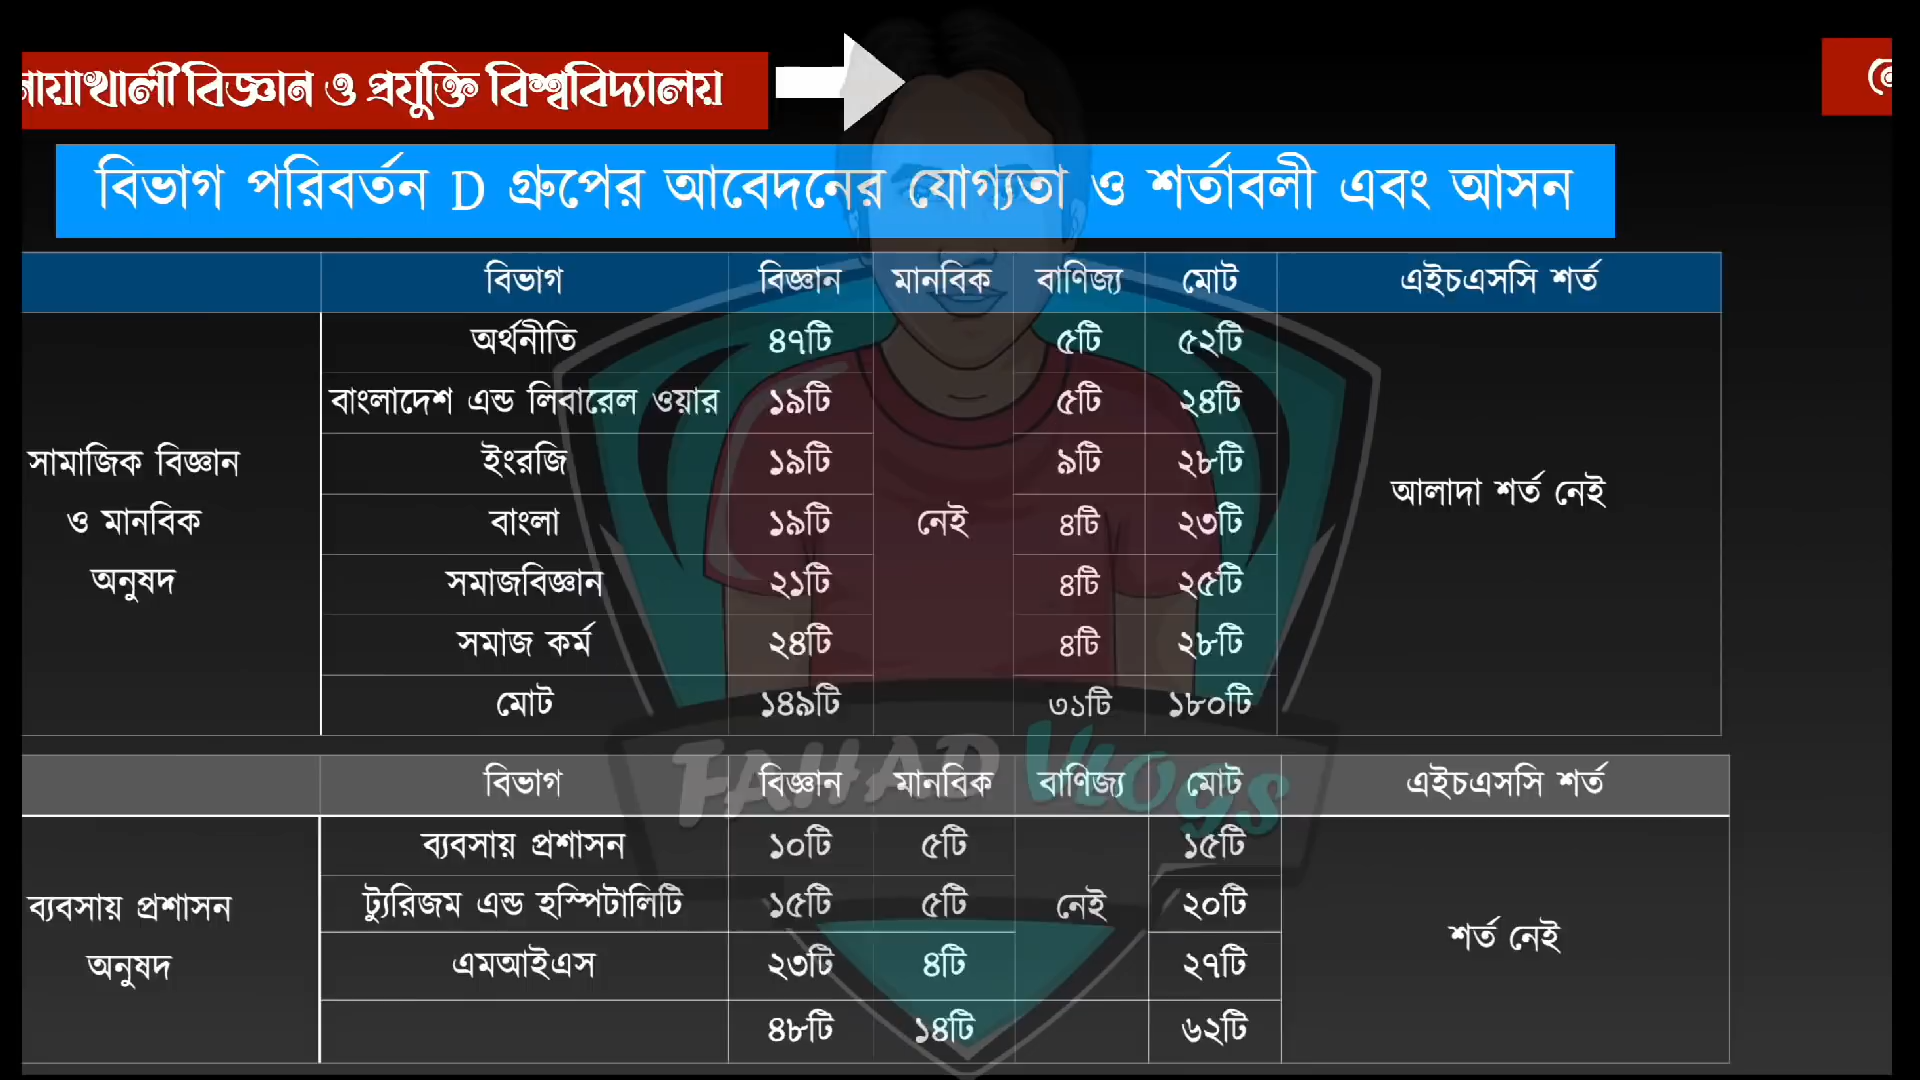 নোয়াখালী বিজ্ঞান ও প্রযুক্তি বিশ্ববিদ্যালয়
বিভাগ পরিবর্তন D গ্রুপের আবেদনের যোগ্যতা ও শর্তাবলী এবং আসন
বিভাগ বিজ্ঞান মানবিক বাণিজ্য মোট এইচএসসি শর্ত
অর্থনীতি ৪৭টি ৫টি ৫২টি
বাংলাদেশ এন্ড লিবারেল ওয়ার ১৯টি ৫টি ২৪টি
সামাজিক বিজ্ঞান ইংরজি ১৯টি ৯টি ২৮টি
আলাদা শর্ত নেই
ও মানবিক বাংলা ১৯টি নেই ৪টি ২৩টি
অনুষদ সমাজবিজ্ঞান ২১টি ৪টি ২৫টি
সমাজ কর্ম ২৪টি ৪টি ২৮টি
মোট ১৪৯টি ৩১টি ১৮০টি
FAHAD Vlogs
বিভাগ বিজ্ঞান মানবিক বাণিজ্য মোট এইচএসসি শর্ত
ব্যবসায় প্রশাসন ১০টি ৫টি ১৫টি
ব্যবসায় প্রশাসন ট্যুরিজম এন্ড হস্পিটালিটি ১৫টি ৫টি নেই ২০টি
শর্ত নেই
অনুষদ এমআইএস ২৩টি ৪টি ২৭টি
৪৮টি ১৪টি ৬২টি